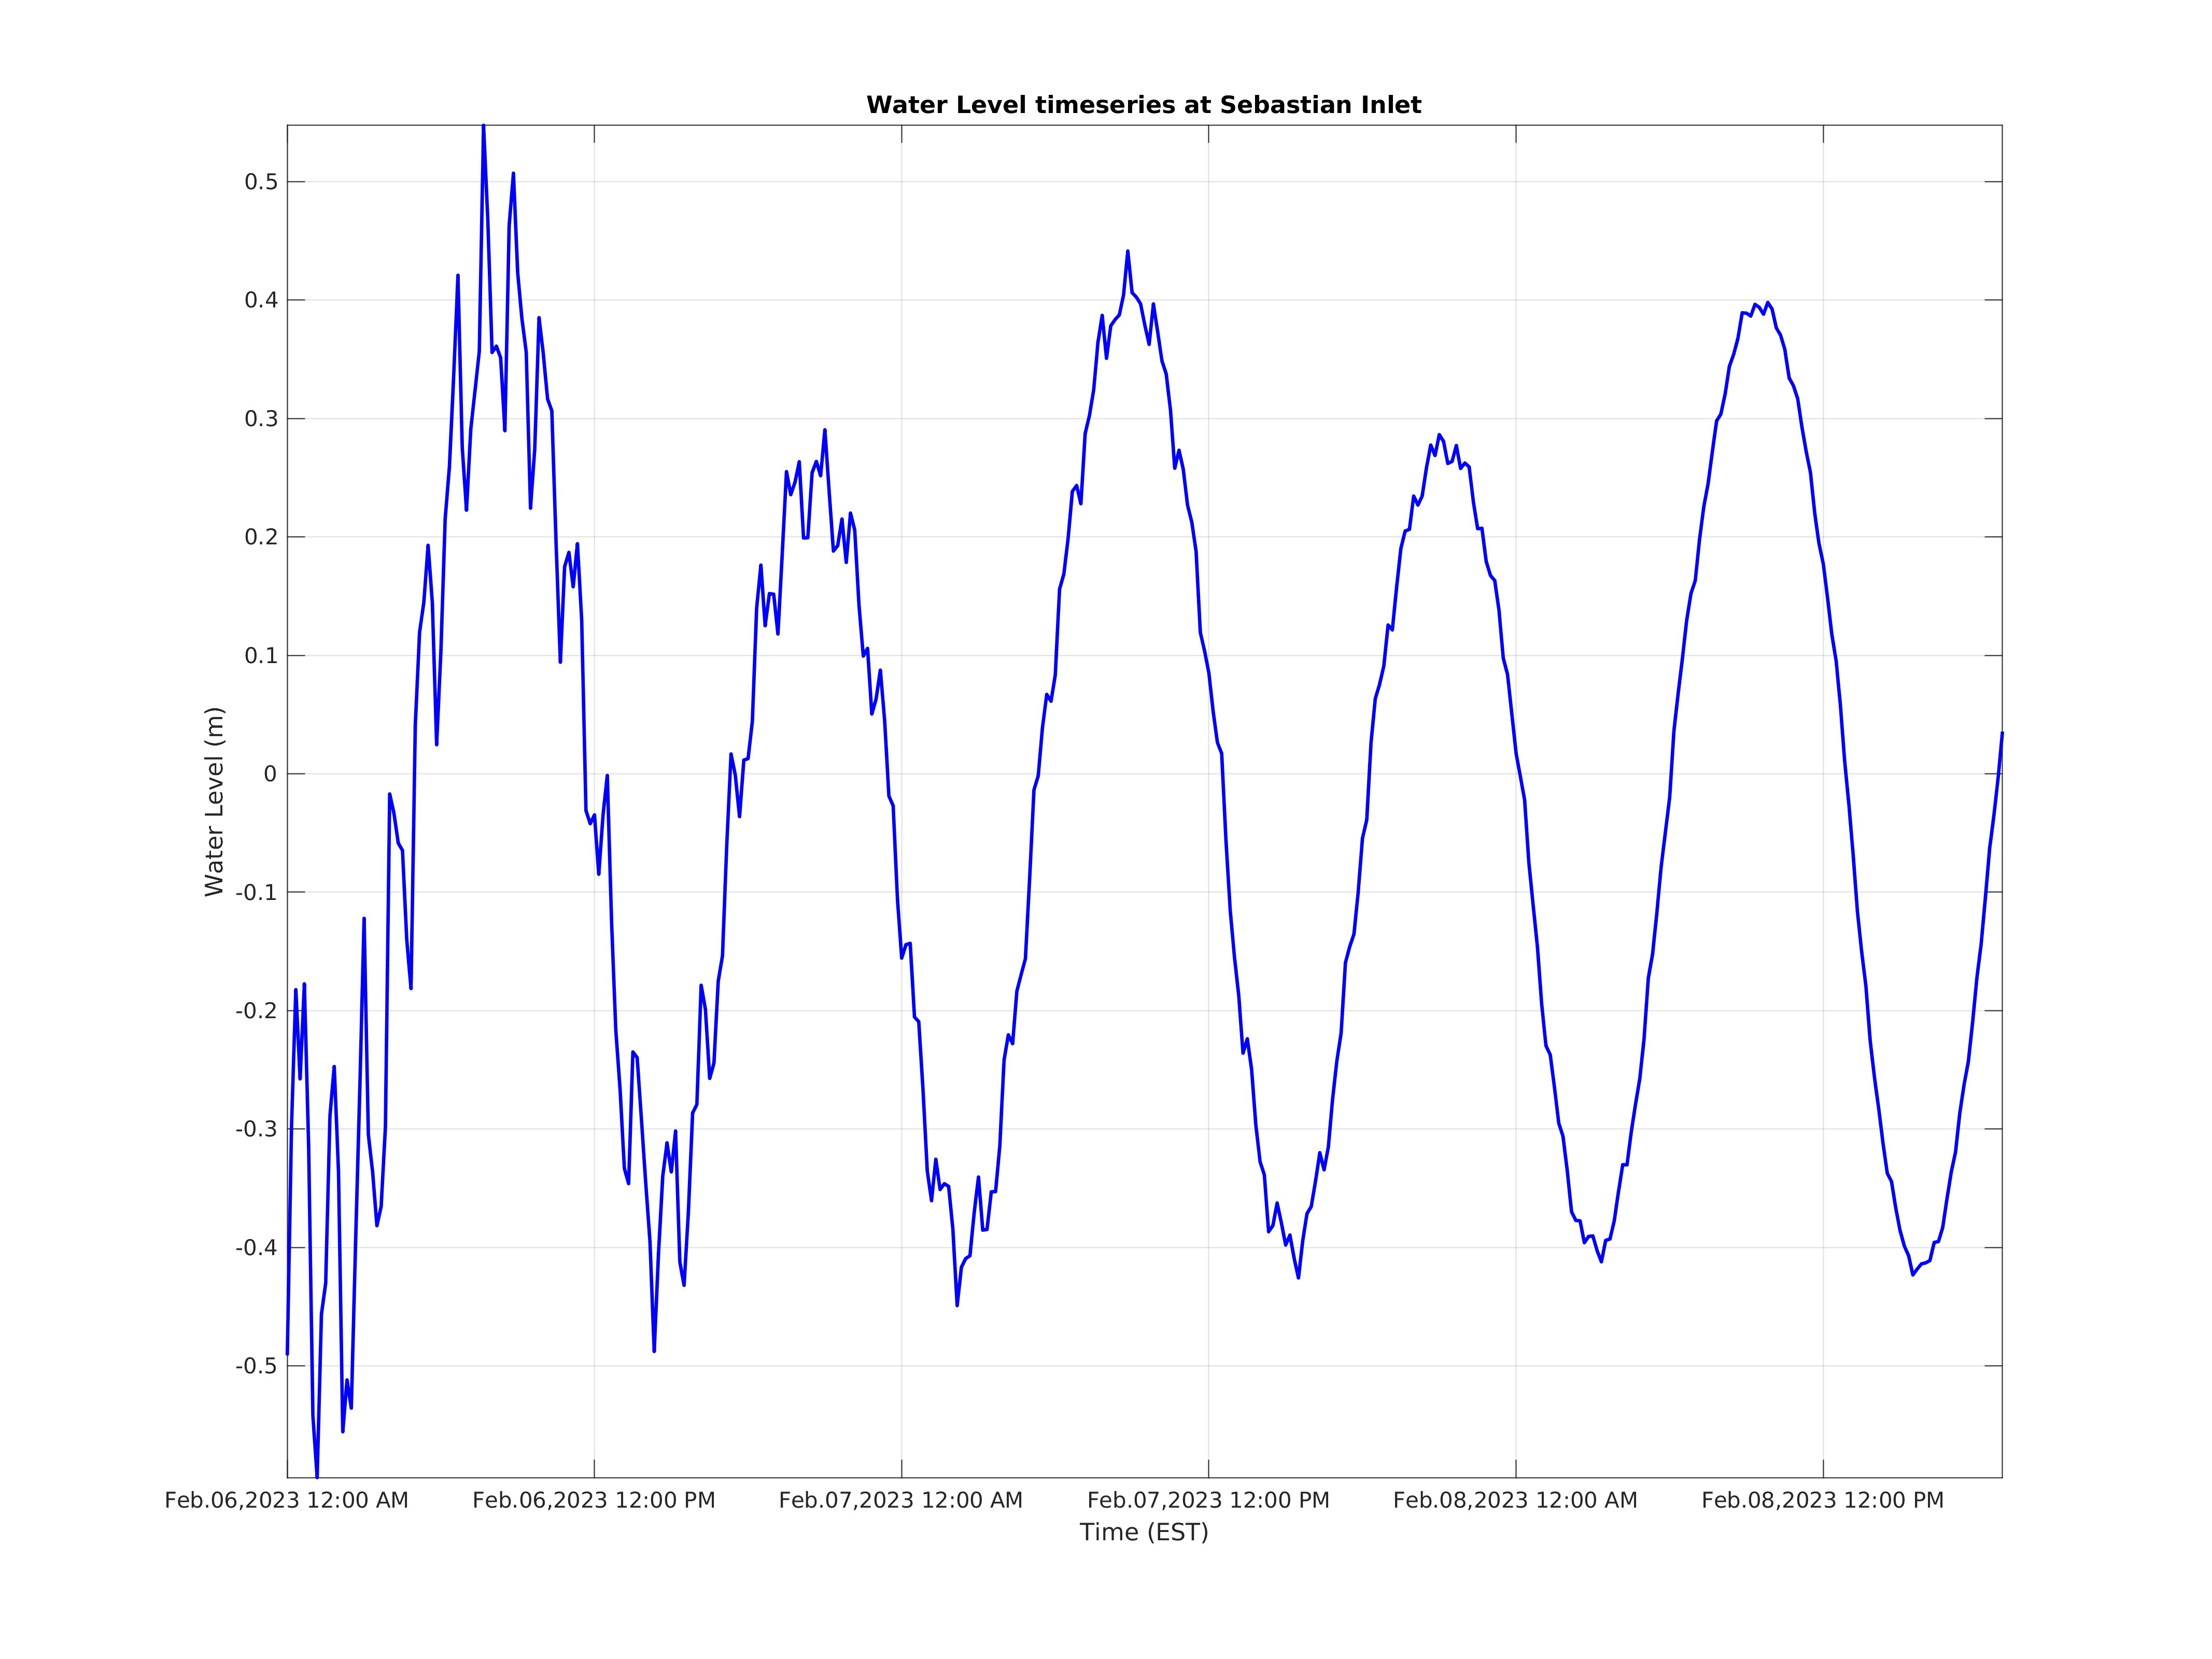 Water Level timeseries at Sebastian Inlet
0.5
0.4
0.3
0.2
0.1
0
-0.1
-0.2
-0.3
-0.4
-0.5
Water Level (m)
Feb.06,2023 12:00 AM Feb.06,2023 12:00 PM Feb.07,2023 12:00 AM Feb.07,2023 12:00 PM Feb.08,2023 12:00 AM Feb.08,2023 12:00 PM
Time (EST)